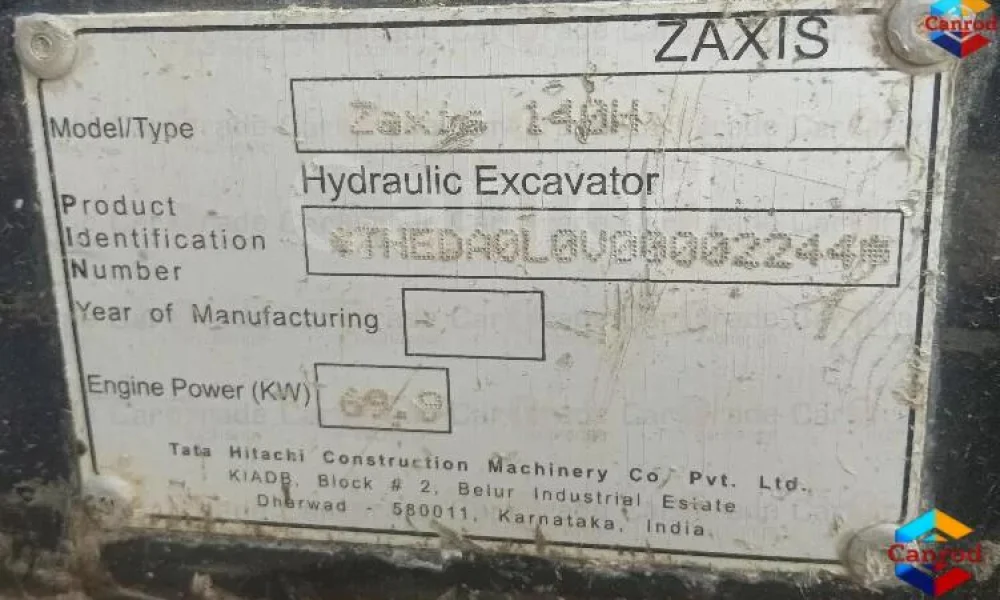 ZAXIS
Model/Type Zaxis 140H
Hydraulic Excavator
Product
Identification
Number
*THEDA0L0V00002244*
Year of Manufacturing -
Engine Power (KW) 69.9
Tata Hitachi Construction Machinery Co. Pvt. Ltd.,
KIADB, Block # 2, Belur Industrial Estate
Dharwad - 580011, Karnataka, India.
Canrod
Canrod